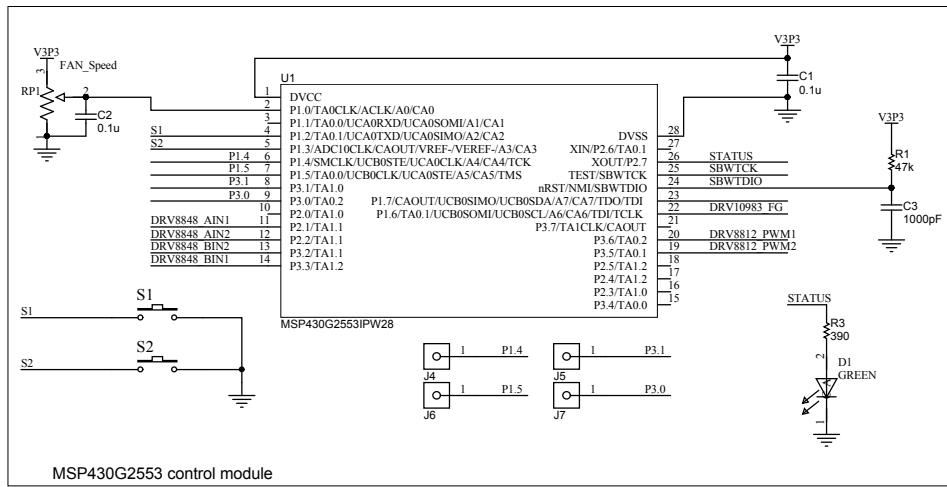 V3P3
FAN_Speed
3
RP1
2
C2
0.1u
V3P3
C1
0.1u
V3P3
R1
47k
C3
1000pF
U1
1 DVCC
2 P1.0/TA0CLK/ACLK/A0/CA0
3 P1.1/TA0.0/UCA0RXD/UCA0SOMI/A1/CA1
S1 4 P1.2/TA0.1/UCA0TXD/UCA0SIMO/A2/CA2
S2 5 P1.3/ADC10CLK/CAOUT/VREF-/VEREF-/A3/CA3
P1.4 6 P1.4/SMCLK/UCB0STE/UCA0CLK/A4/CA4/TCK
P1.5 7 P1.5/TA0.0/UCB0CLK/UCA0STE/A5/CA5/TMS
P3.1 8 P3.1/TA1.0
P3.0 9 P3.0/TA0.2
10 P2.0/TA1.0
DRV8848_AIN1 11 P2.1/TA1.1
DRV8848_AIN2 12 P2.2/TA1.1
DRV8848_BIN2 13 P3.2/TA1.1
DRV8848_BIN1 14 P3.3/TA1.2
DVSS 28
XIN/P2.6/TA0.1 27
XOUT/P2.7 26 STATUS
TEST/SBWTCK 25 SBWTCK
nRST/NMI/SBWTDIO 24 SBWTDIO
P1.7/CAOUT/UCB0SIMO/UCB0SDA/A7/CA7/TDO/TDI 23
P1.6/TA0.1/UCB0SOMI/UCB0SCL/A6/CA6/TDI/TCLK 22 DRV10983_FG
P3.7/TA1CLK/CAOUT 21
P3.6/TA0.2 20 DRV8812_PWM1
P3.5/TA0.1 19 DRV8812_PWM2
P2.5/TA1.2 18
P2.4/TA1.2 17
P2.3/TA1.0 16
P3.4/TA0.0 15
MSP430G2553IPW28
S1 S1
S2 S2
1 P1.4
J4
1 P3.1
J5
1 P1.5
J6
1 P3.0
J7
STATUS
R3
390
2
D1
GREEN
A
1
MSP430G2553 control module